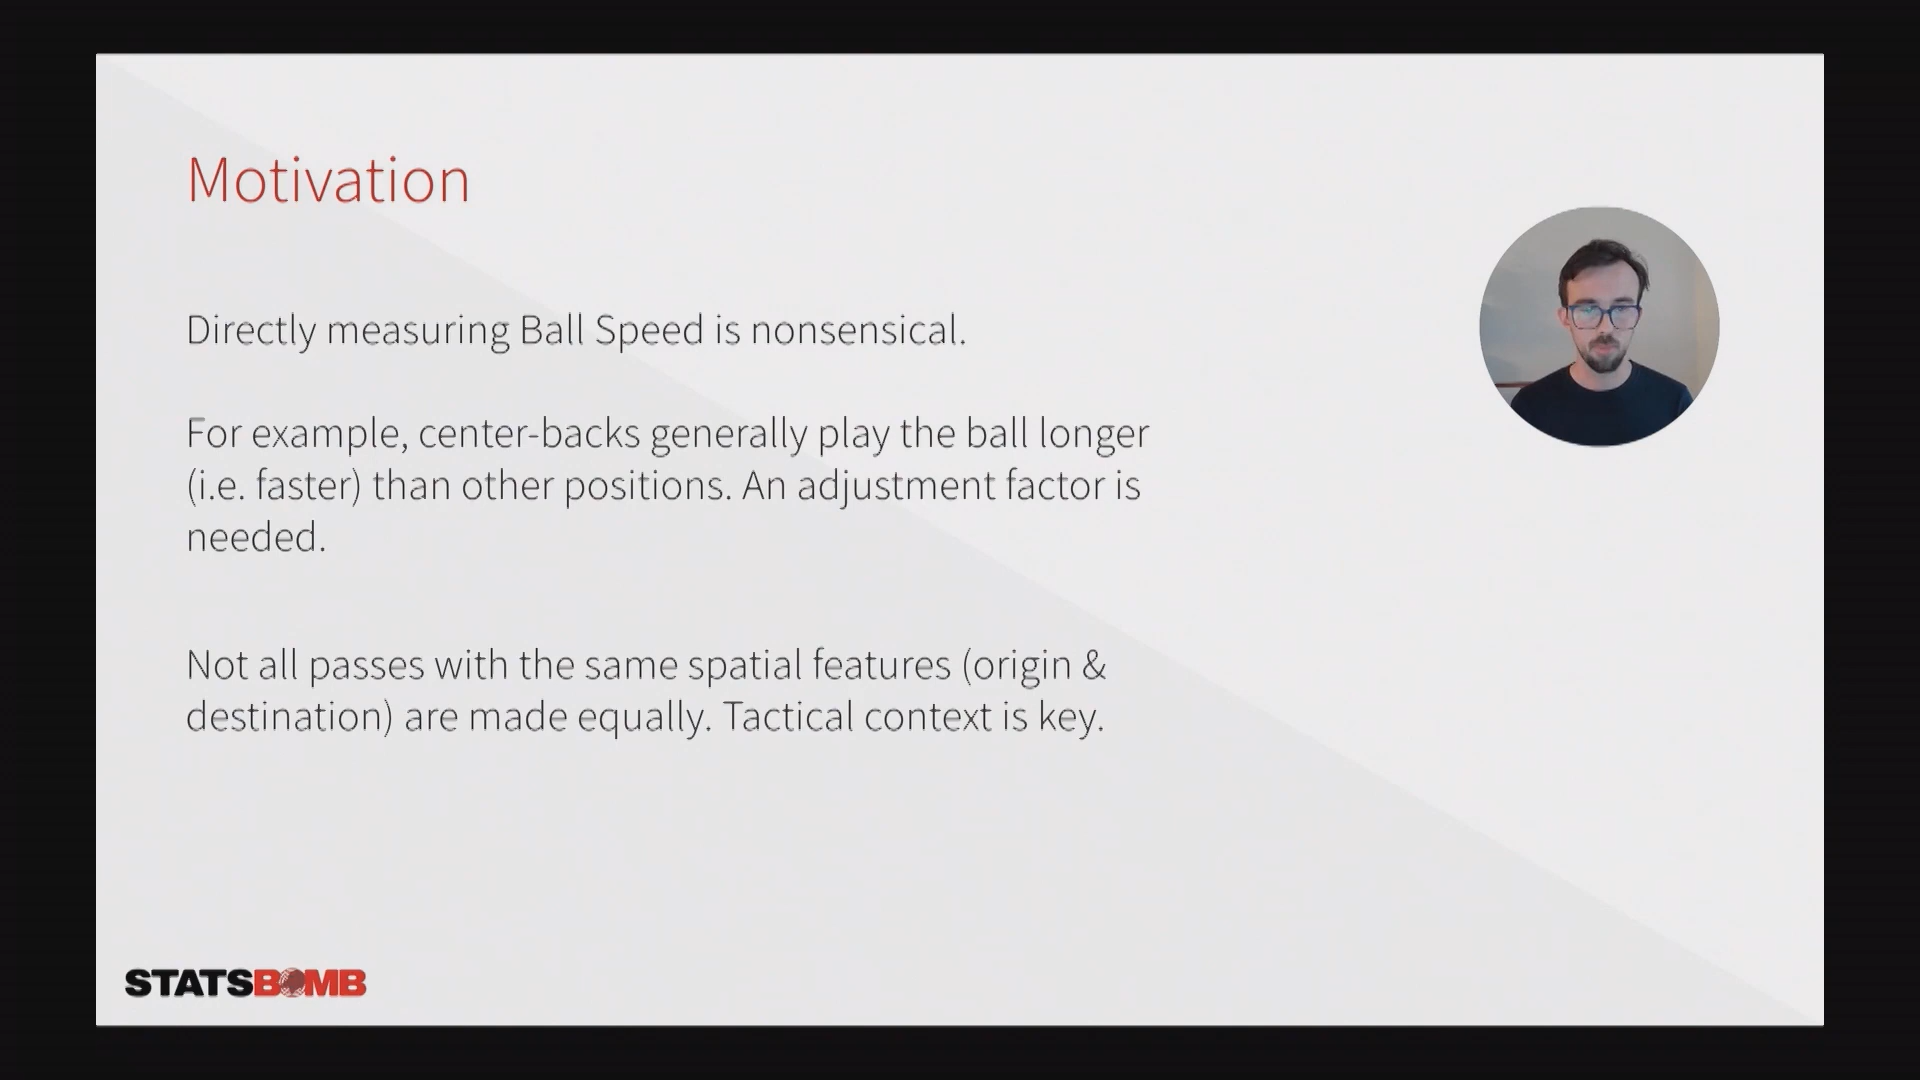 Motivation
Directly measuring Ball Speed is nonsensical.
For example, center-backs generally play the ball longer
(i.e. faster) than other positions. An adjustment factor is
needed.
Not all passes with the same spatial features (origin &
destination) are made equally. Tactical context is key.
STATSBOMB